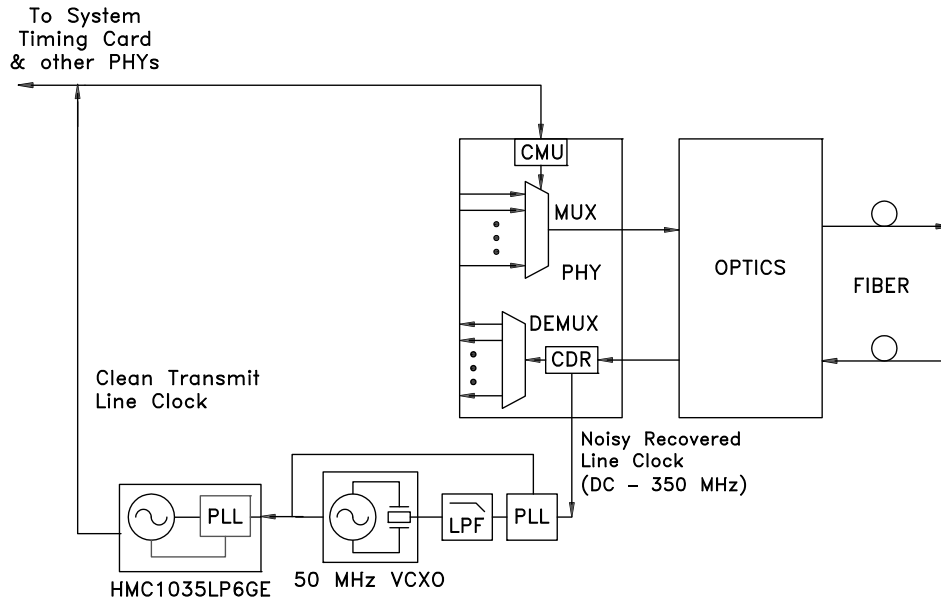 To System
Timing Card
& other PHYs
CMU
MUX
PHY
OPTICS
FIBER
DEMUX
CDR
Clean Transmit
Line Clock
Noisy Recovered
Line Clock
(DC – 350 MHz)
PLL
LPF
PLL
HMC1035LP6GE
50 MHz VCXO